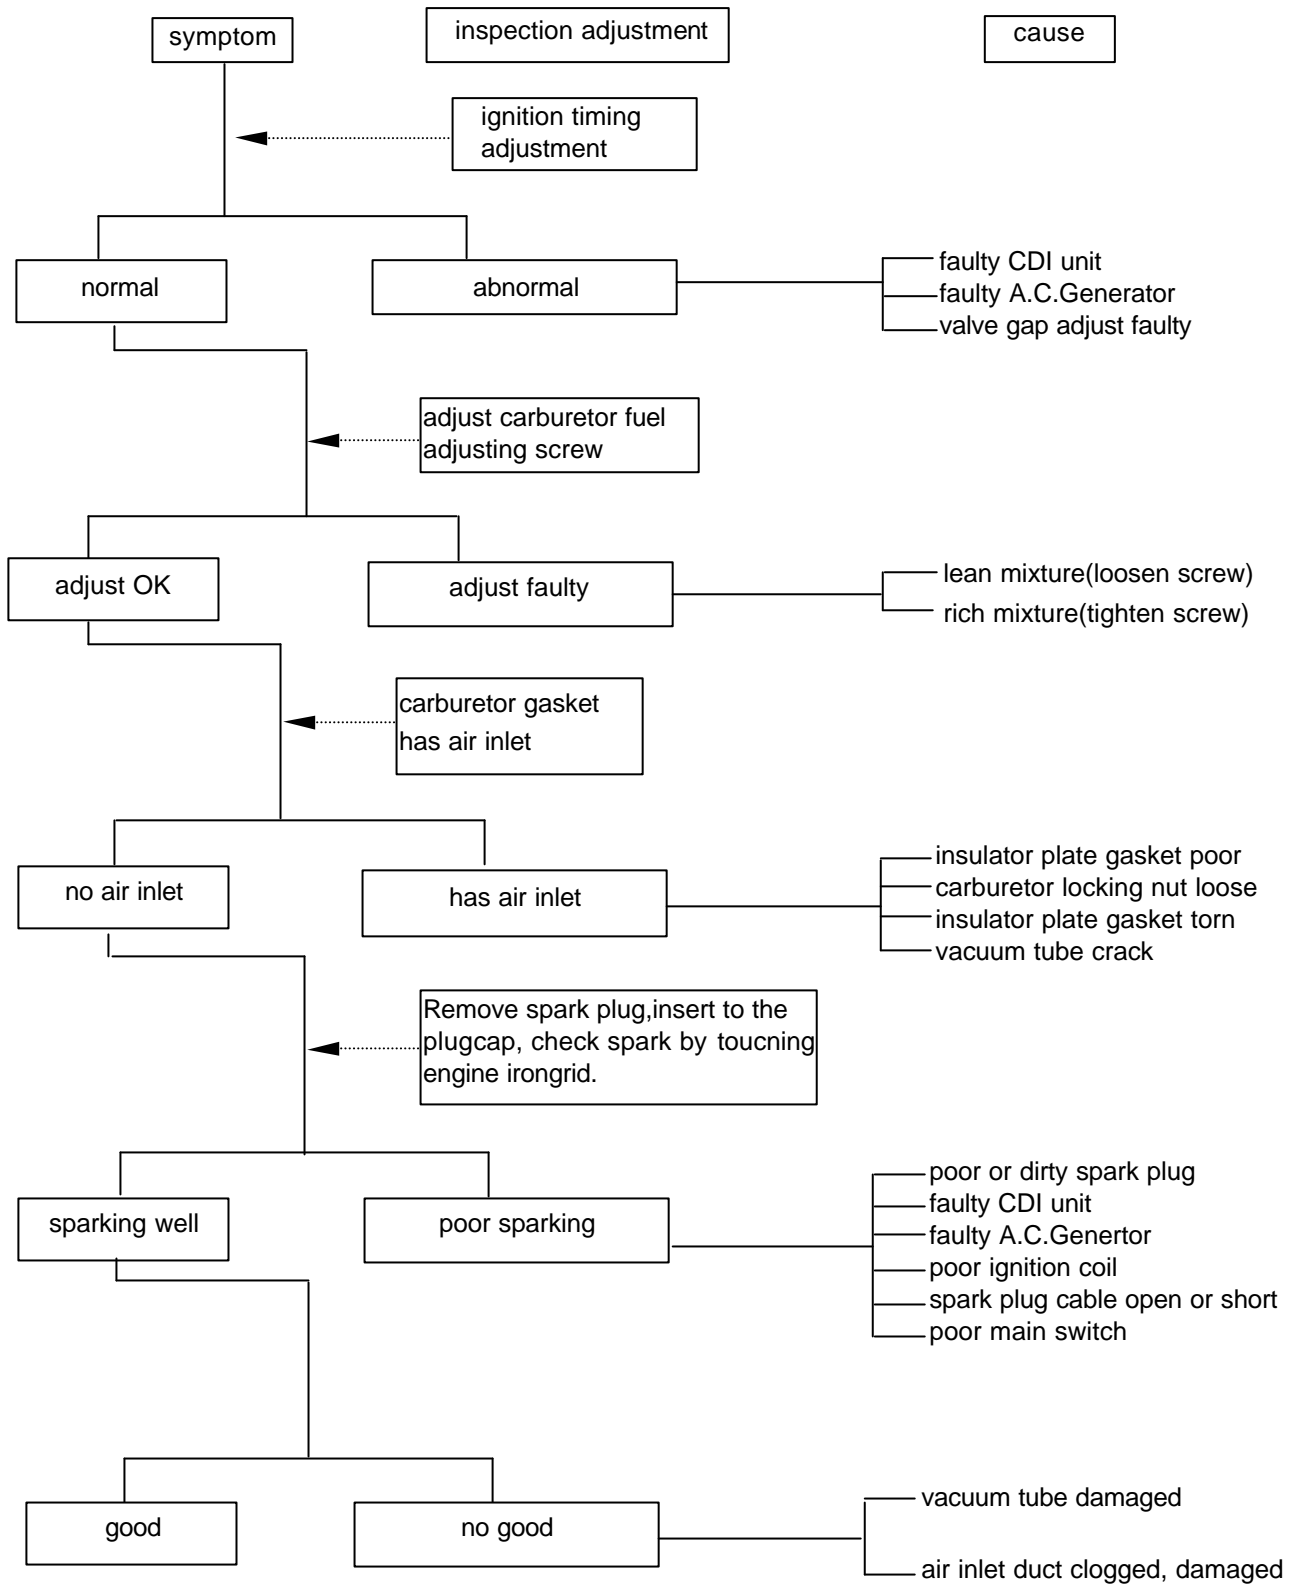 symptom
inspection adjustment
cause
ignition timing
adjustment
normal
abnormal
faulty CDI unit
faulty A.C.Generator
valve gap adjust faulty
adjust carburetor fuel
adjusting screw
adjust OK
adjust faulty
lean mixture(loosen screw)
rich mixture(tighten screw)
carburetor gasket
has air inlet
no air inlet
has air inlet
insulator plate gasket poor
carburetor locking nut loose
insulator plate gasket torn
vacuum tube crack
Remove spark plug,insert to the
plugcap, check spark by toucning
engine irongrid.
sparking well
poor sparking
poor or dirty spark plug
faulty CDI unit
faulty A.C.Genertor
poor ignition coil
spark plug cable open or short
poor main switch
good
no good
vacuum tube damaged
air inlet duct clogged, damaged